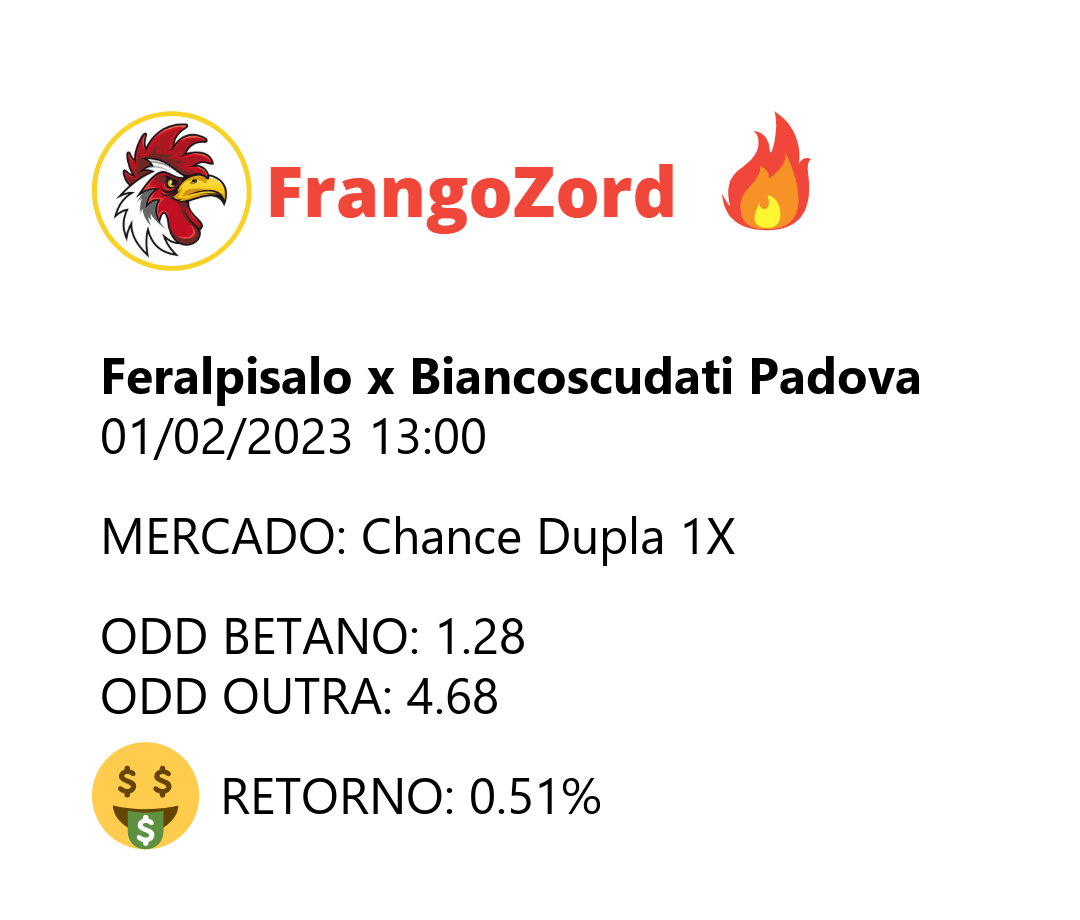 FrangoZord
Feralpisalo x Biancoscudati Padova
01/02/2023 13:00
MERCADO: Chance Dupla 1X
ODD BETANO: 1.28
ODD OUTRA: 4.68
RETORNO: 0.51%